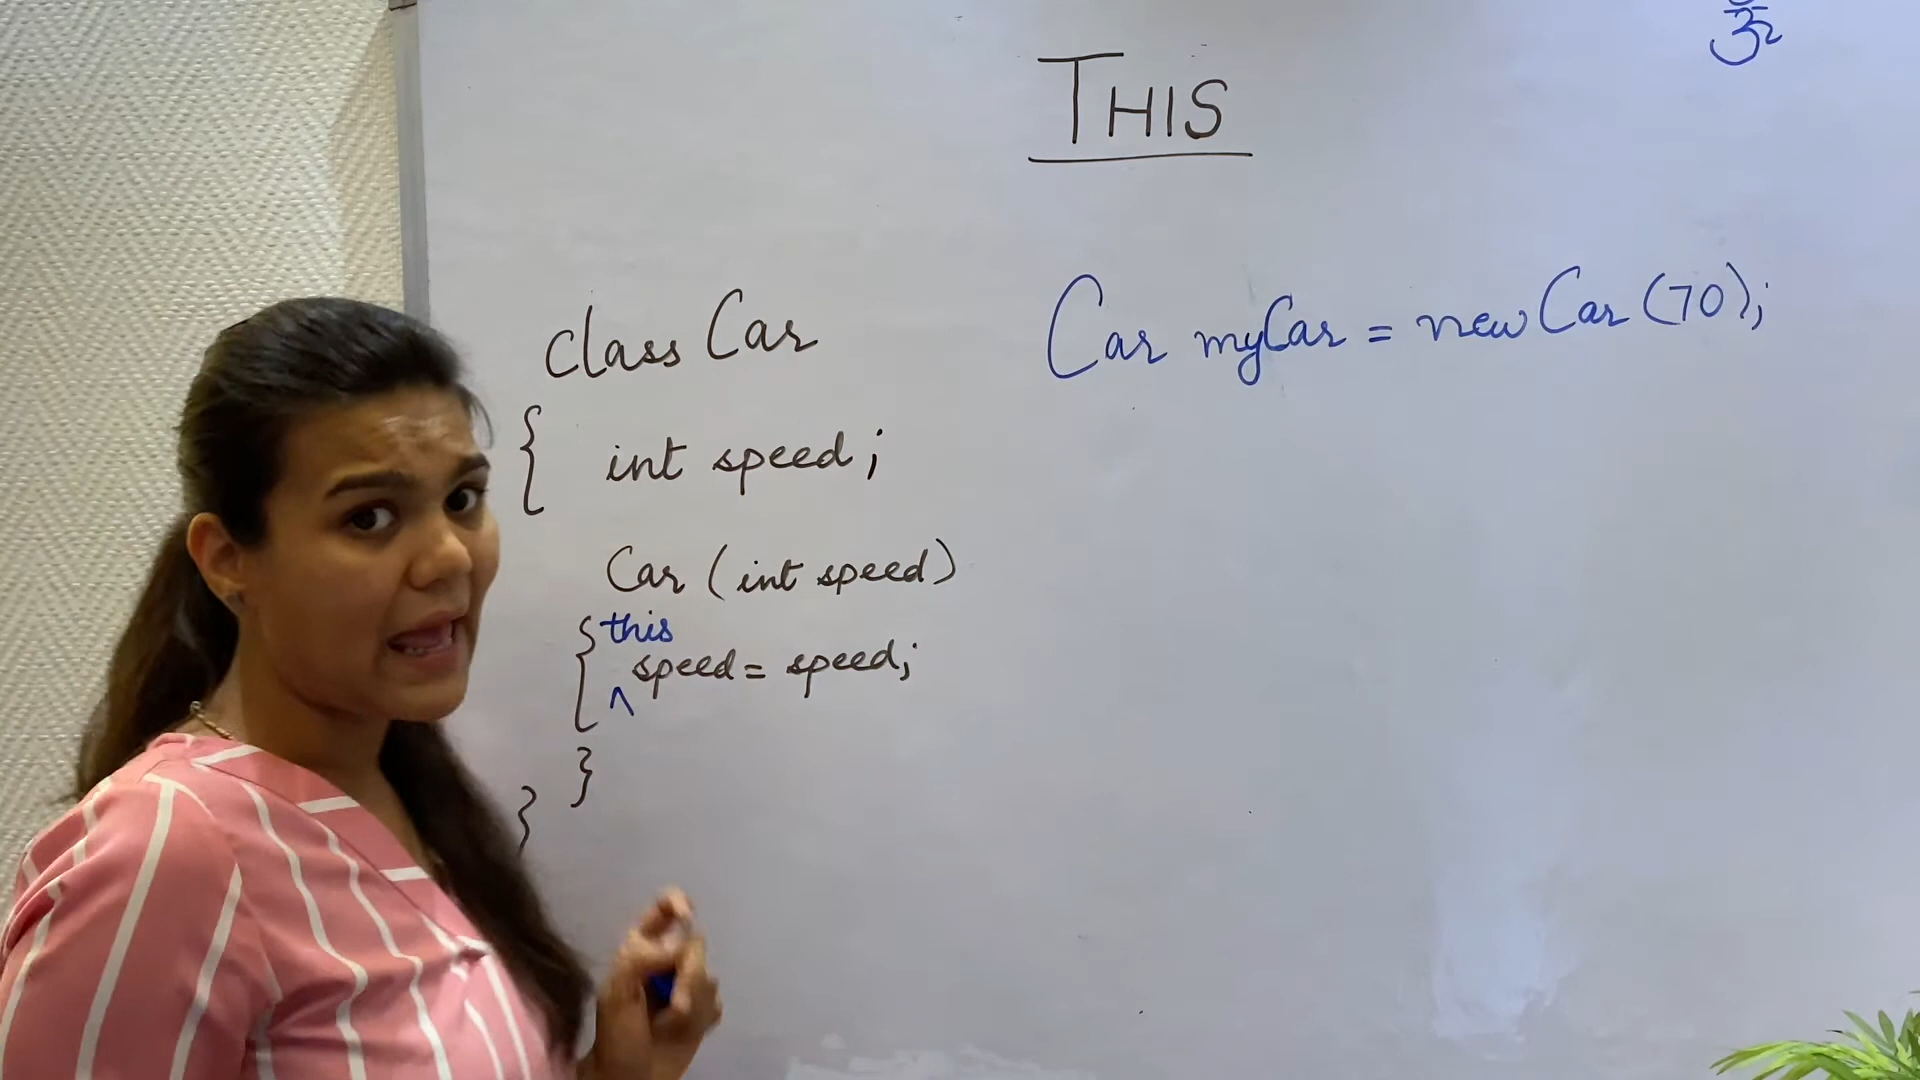 ॐ
THIS
class Car
{ int speed;
Car (int speed)
{ this
^ speed = speed;
}
}
Car myCar = new Car (70);